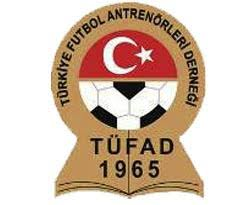 TÜRKİYE FUTBOL ANTRENÖRLERİ DERNEĞİ
TÜFAD
1965